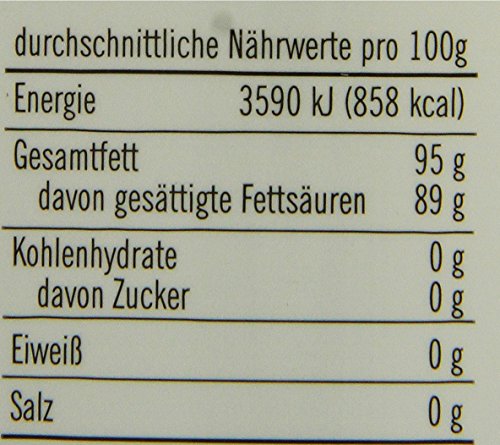 durchschnittliche Nährwerte pro 100g
Energie 3590 kJ (858 kcal)
Gesamtfett 95 g
davon gesättigte Fettsäuren 89 g
Kohlenhydrate 0 g
davon Zucker 0 g
Eiweiß 0 g
Salz 0 g